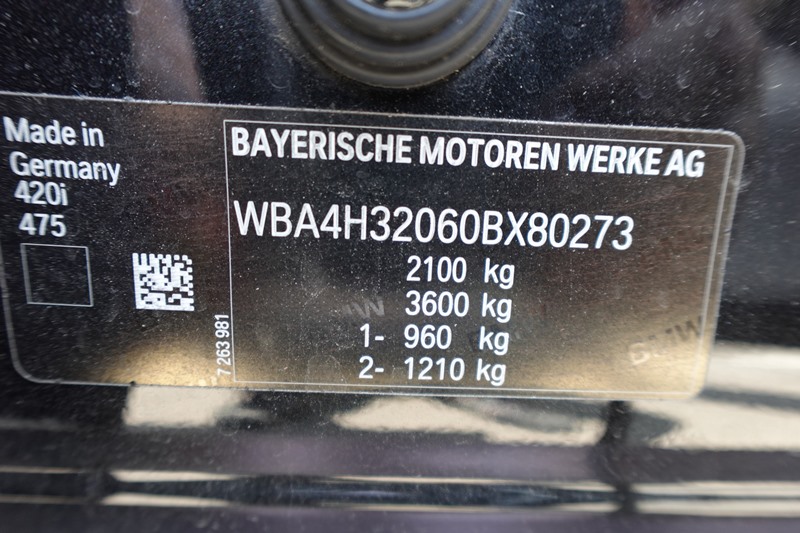 Made in
Germany
420i
475
7 263 981
BAYERISCHE MOTOREN WERKE AG
WBA4H32060BX80273
2100 kg
3600 kg
1- 960 kg
2- 1210 kg
BMW